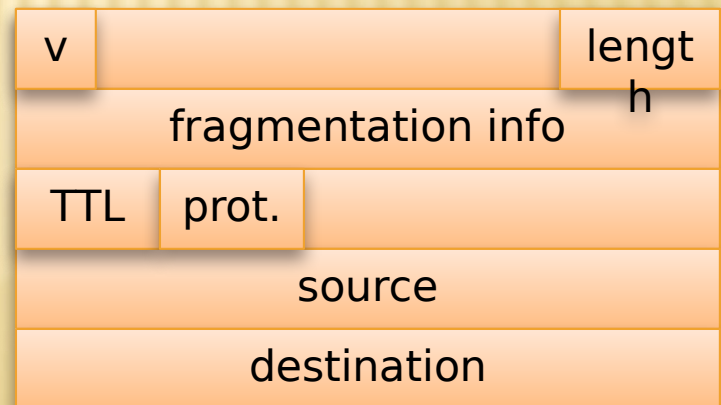 v
lengt
h
fragmentation info
TTL
prot.
source
destination